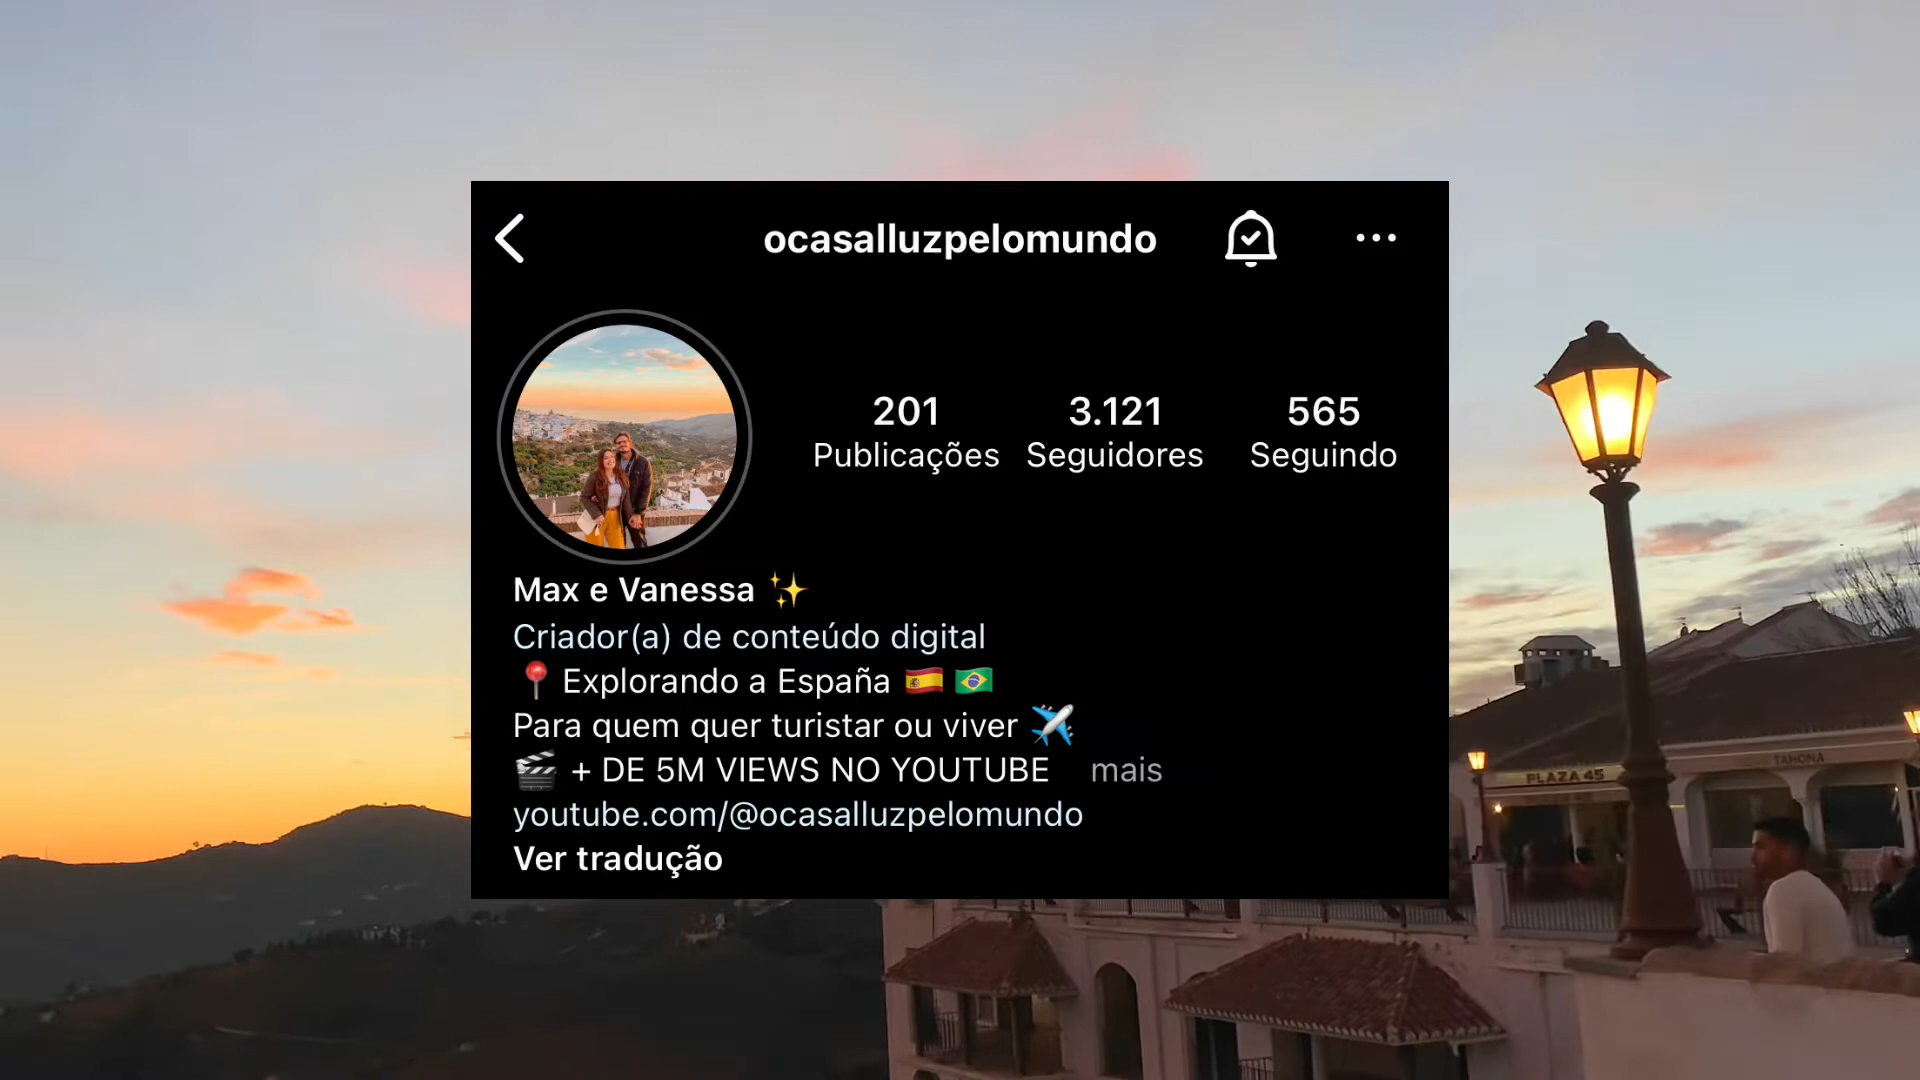 ocasalluzpelomundo
201 3.121 565
Publicações Seguidores Seguindo
Max e Vanessa ✨
Criador(a) de conteúdo digital
📍 Explorando a España 🇪🇸 🇧🇷
Para quem quer turistar ou viver ✈️
🎬 + DE 5M VIEWS NO YOUTUBE mais
youtube.com/@ocasalluzpelomundo
Ver tradução
TAHONA
PLAZA 45